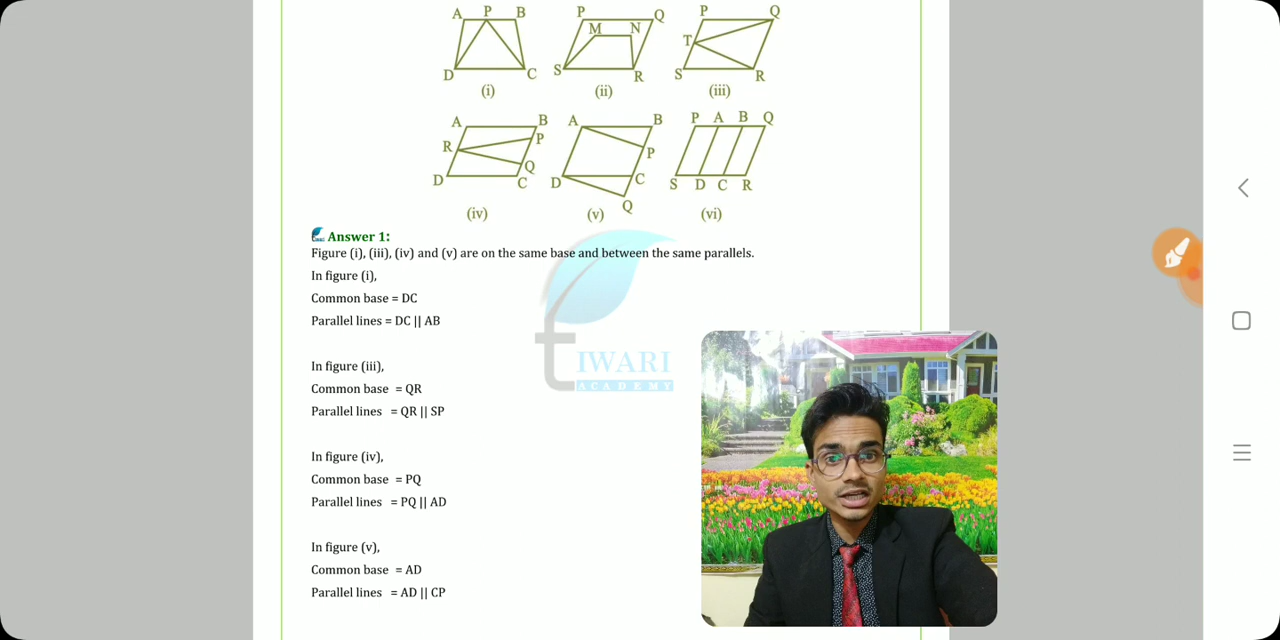 A P B
D C
(i)
P Q
M N
S R
(ii)
P Q
T
S R
(iii)
A B
R P
Q
D C
(iv)
A B
P
D C
Q
(v)
P A B Q
S D C R
(vi)
Answer 1:
Figure (i), (iii), (iv) and (v) are on the same base and between the same parallels.
In figure (i),
Common base = DC
Parallel lines = DC || AB
In figure (iii),
Common base = QR
Parallel lines = QR || SP
In figure (iv),
Common base = PQ
Parallel lines = PQ || AD
In figure (v),
Common base = AD
Parallel lines = AD || CP
tIWARI
ACADEMY